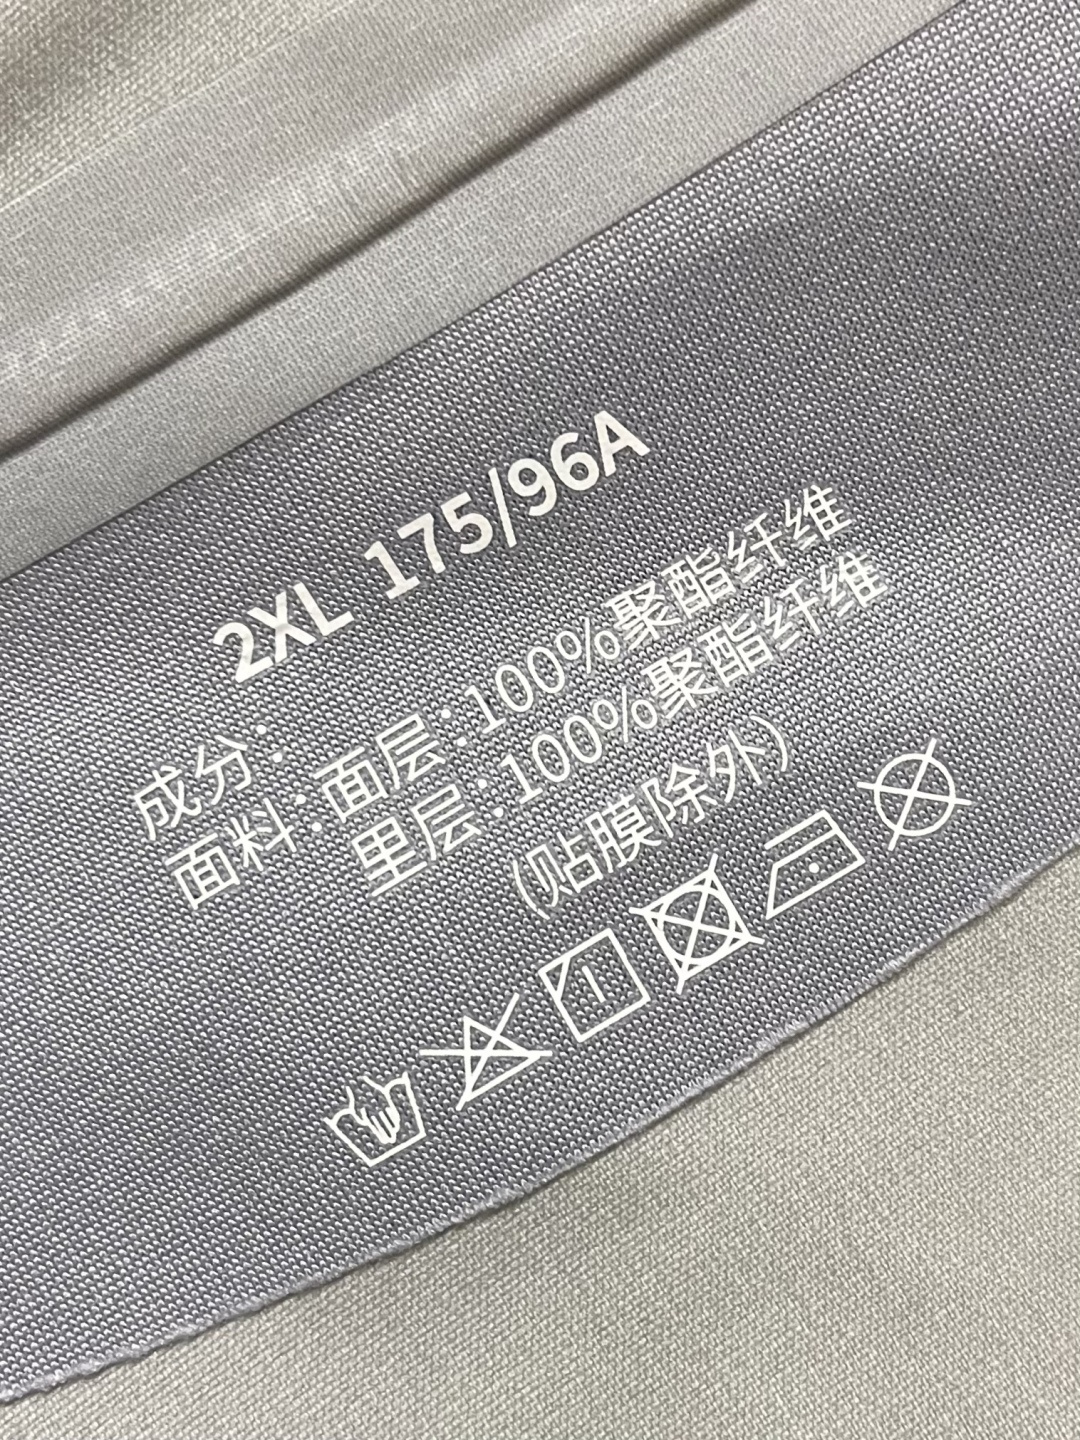 2XL 175/96A
成分:
面料:面层:100%聚酯纤维
里层:100%聚酯纤维
(贴膜除外)